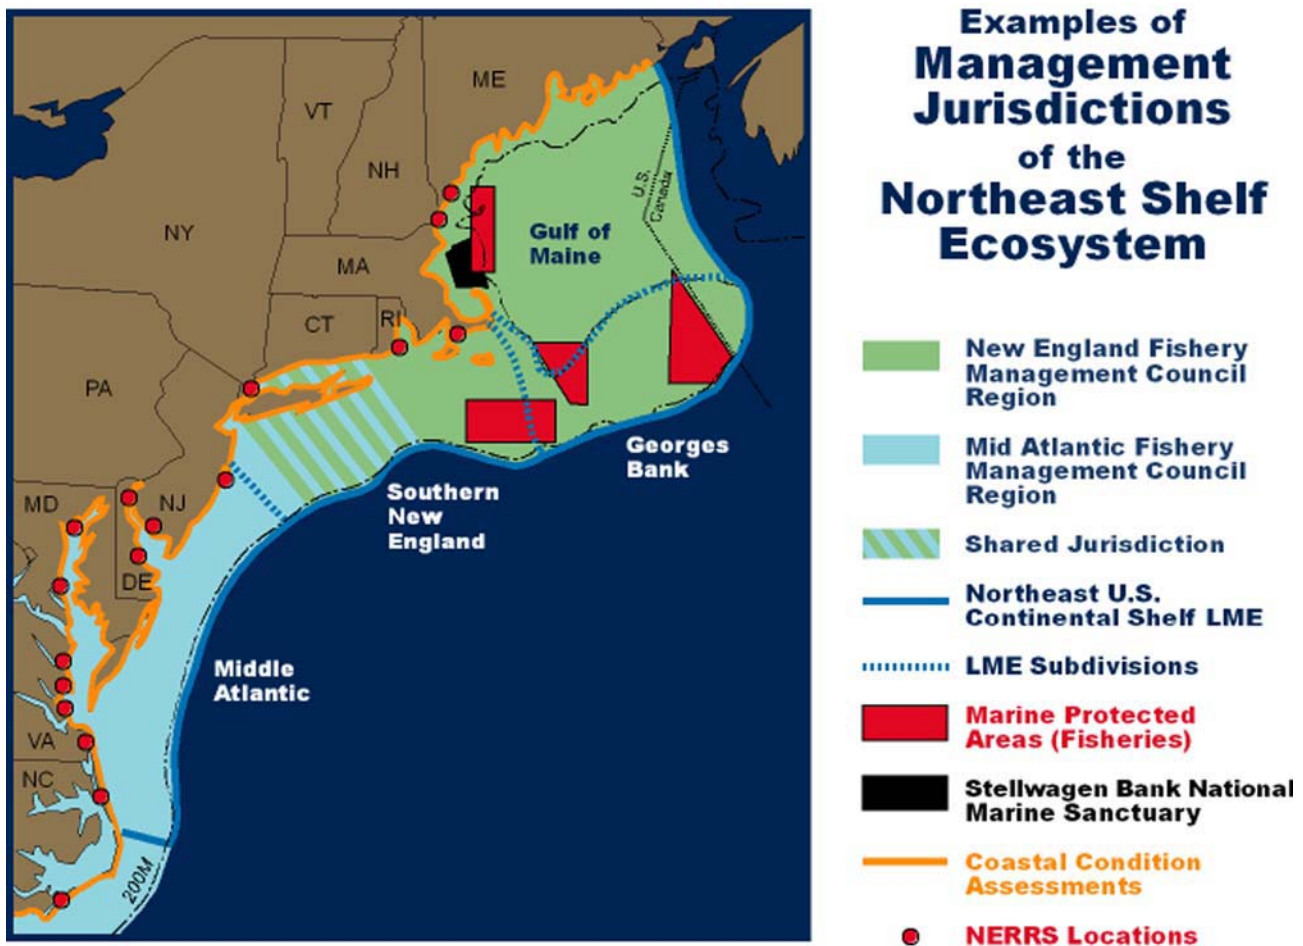 Examples of
Management
Jurisdictions
of the
Northeast Shelf
Ecosystem
New England Fishery
Management Council
Region
Mid Atlantic Fishery
Management Council
Region
Shared Jurisdiction
Northeast U.S.
Continental Shelf LME
LME Subdivisions
Marine Protected
Areas (Fisheries)
Stellwagen Bank National
Marine Sanctuary
Coastal Condition
Assessments
NERRS Locations
ME
VT
NH
NY
MA
CT
RI
PA
NJ
MD
DE
VA
NC
U.S.
Canada
Gulf of
Maine
Georges
Bank
Southern
New
England
Middle
Atlantic
200M